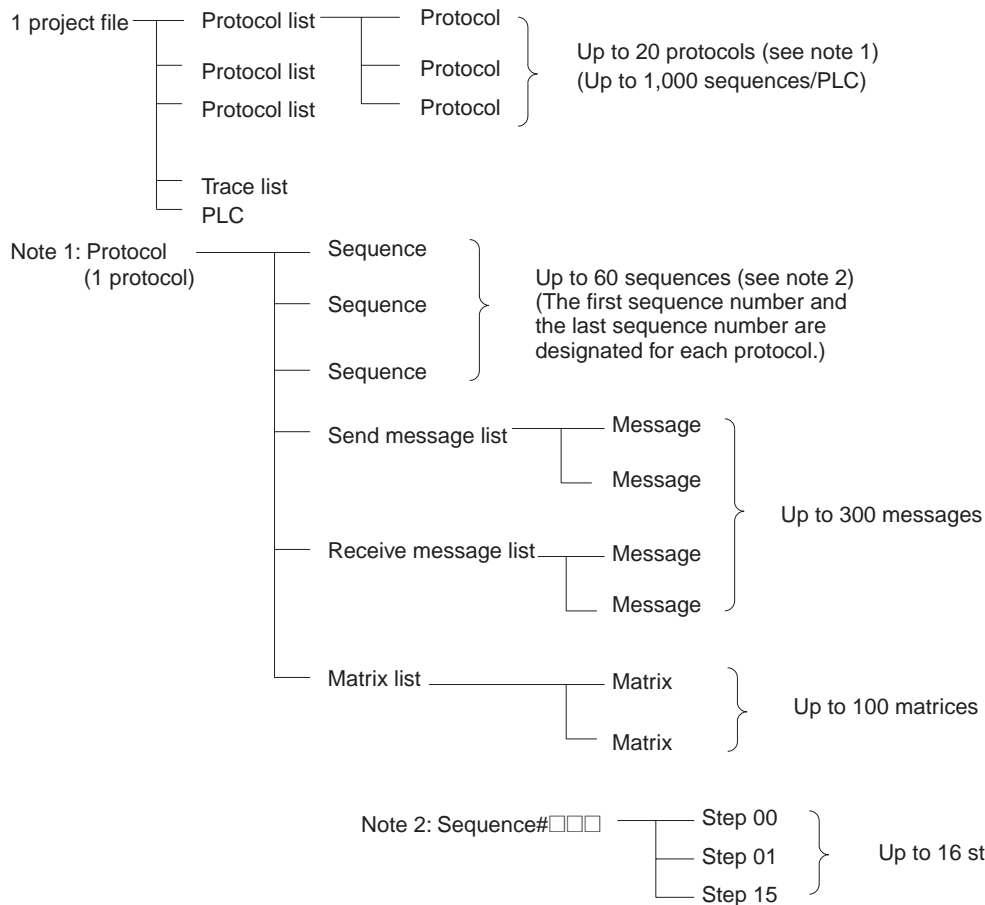 1 project file
Protocol list
Protocol
Up to 20 protocols (see note 1)
(Up to 1,000 sequences/PLC)
Protocol list
Protocol
Protocol list
Protocol
Trace list
PLC
Note 1: Protocol
(1 protocol)
Sequence
Up to 60 sequences (see note 2)
(The first sequence number and
the last sequence number are
designated for each protocol.)
Sequence
Sequence
Send message list
Message
Message
Up to 300 messages
Receive message list
Message
Message
Matrix list
Matrix
Up to 100 matrices
Matrix
Note 2: Sequence#□□□
Step 00
Step 01
Up to 16 st
Step 15